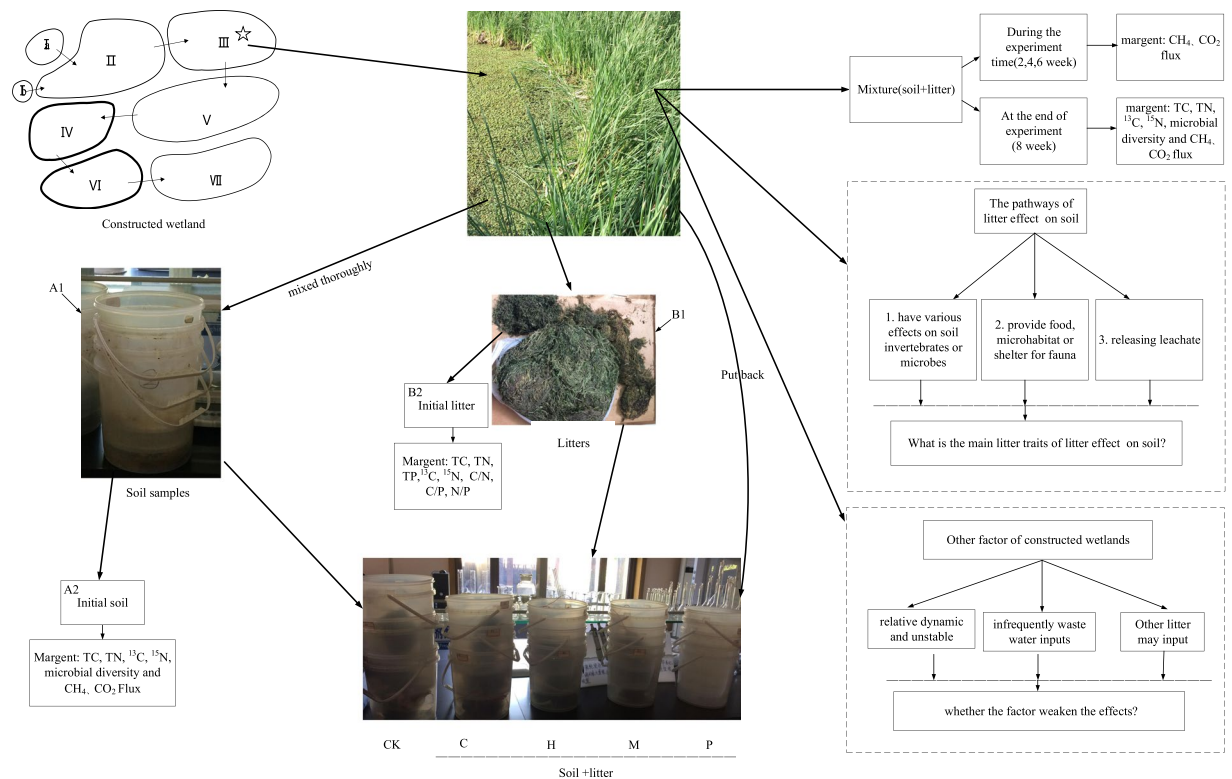 I₁
II
III
I₂
IV
V
VI
VII
Constructed wetland
During the
experiment
time(2,4,6 week)
margent: CH₄、CO₂
flux
Mixture(soil+litter)
At the end of
experiment
(8 week)
margent: TC, TN,
¹³C, ¹⁵N, microbial
diversity and CH₄、
CO₂ flux
The pathways of
litter effect on soil
1. have various
effects on soil
invertebrates or
microbes
2. provide food,
microhabitat or
shelter for fauna
3. releasing leachate
What is the main litter traits of litter effect on soil?
Other factor of constructed wetlands
relative dynamic
and unstable
infrequently waste
water inputs
Other litter
may input
whether the factor weaken the effects?
mixed thoroughly
A1
Soil samples
B1
Put back
B2
Initial litter
Litters
Margent: TC, TN,
TP,¹³C, ¹⁵N, C/N,
C/P, N/P
A2
Initial soil
Margent: TC, TN, ¹³C, ¹⁵N,
microbial diversity and
CH₄、CO₂ Flux
CK C H M P
Soil +litter